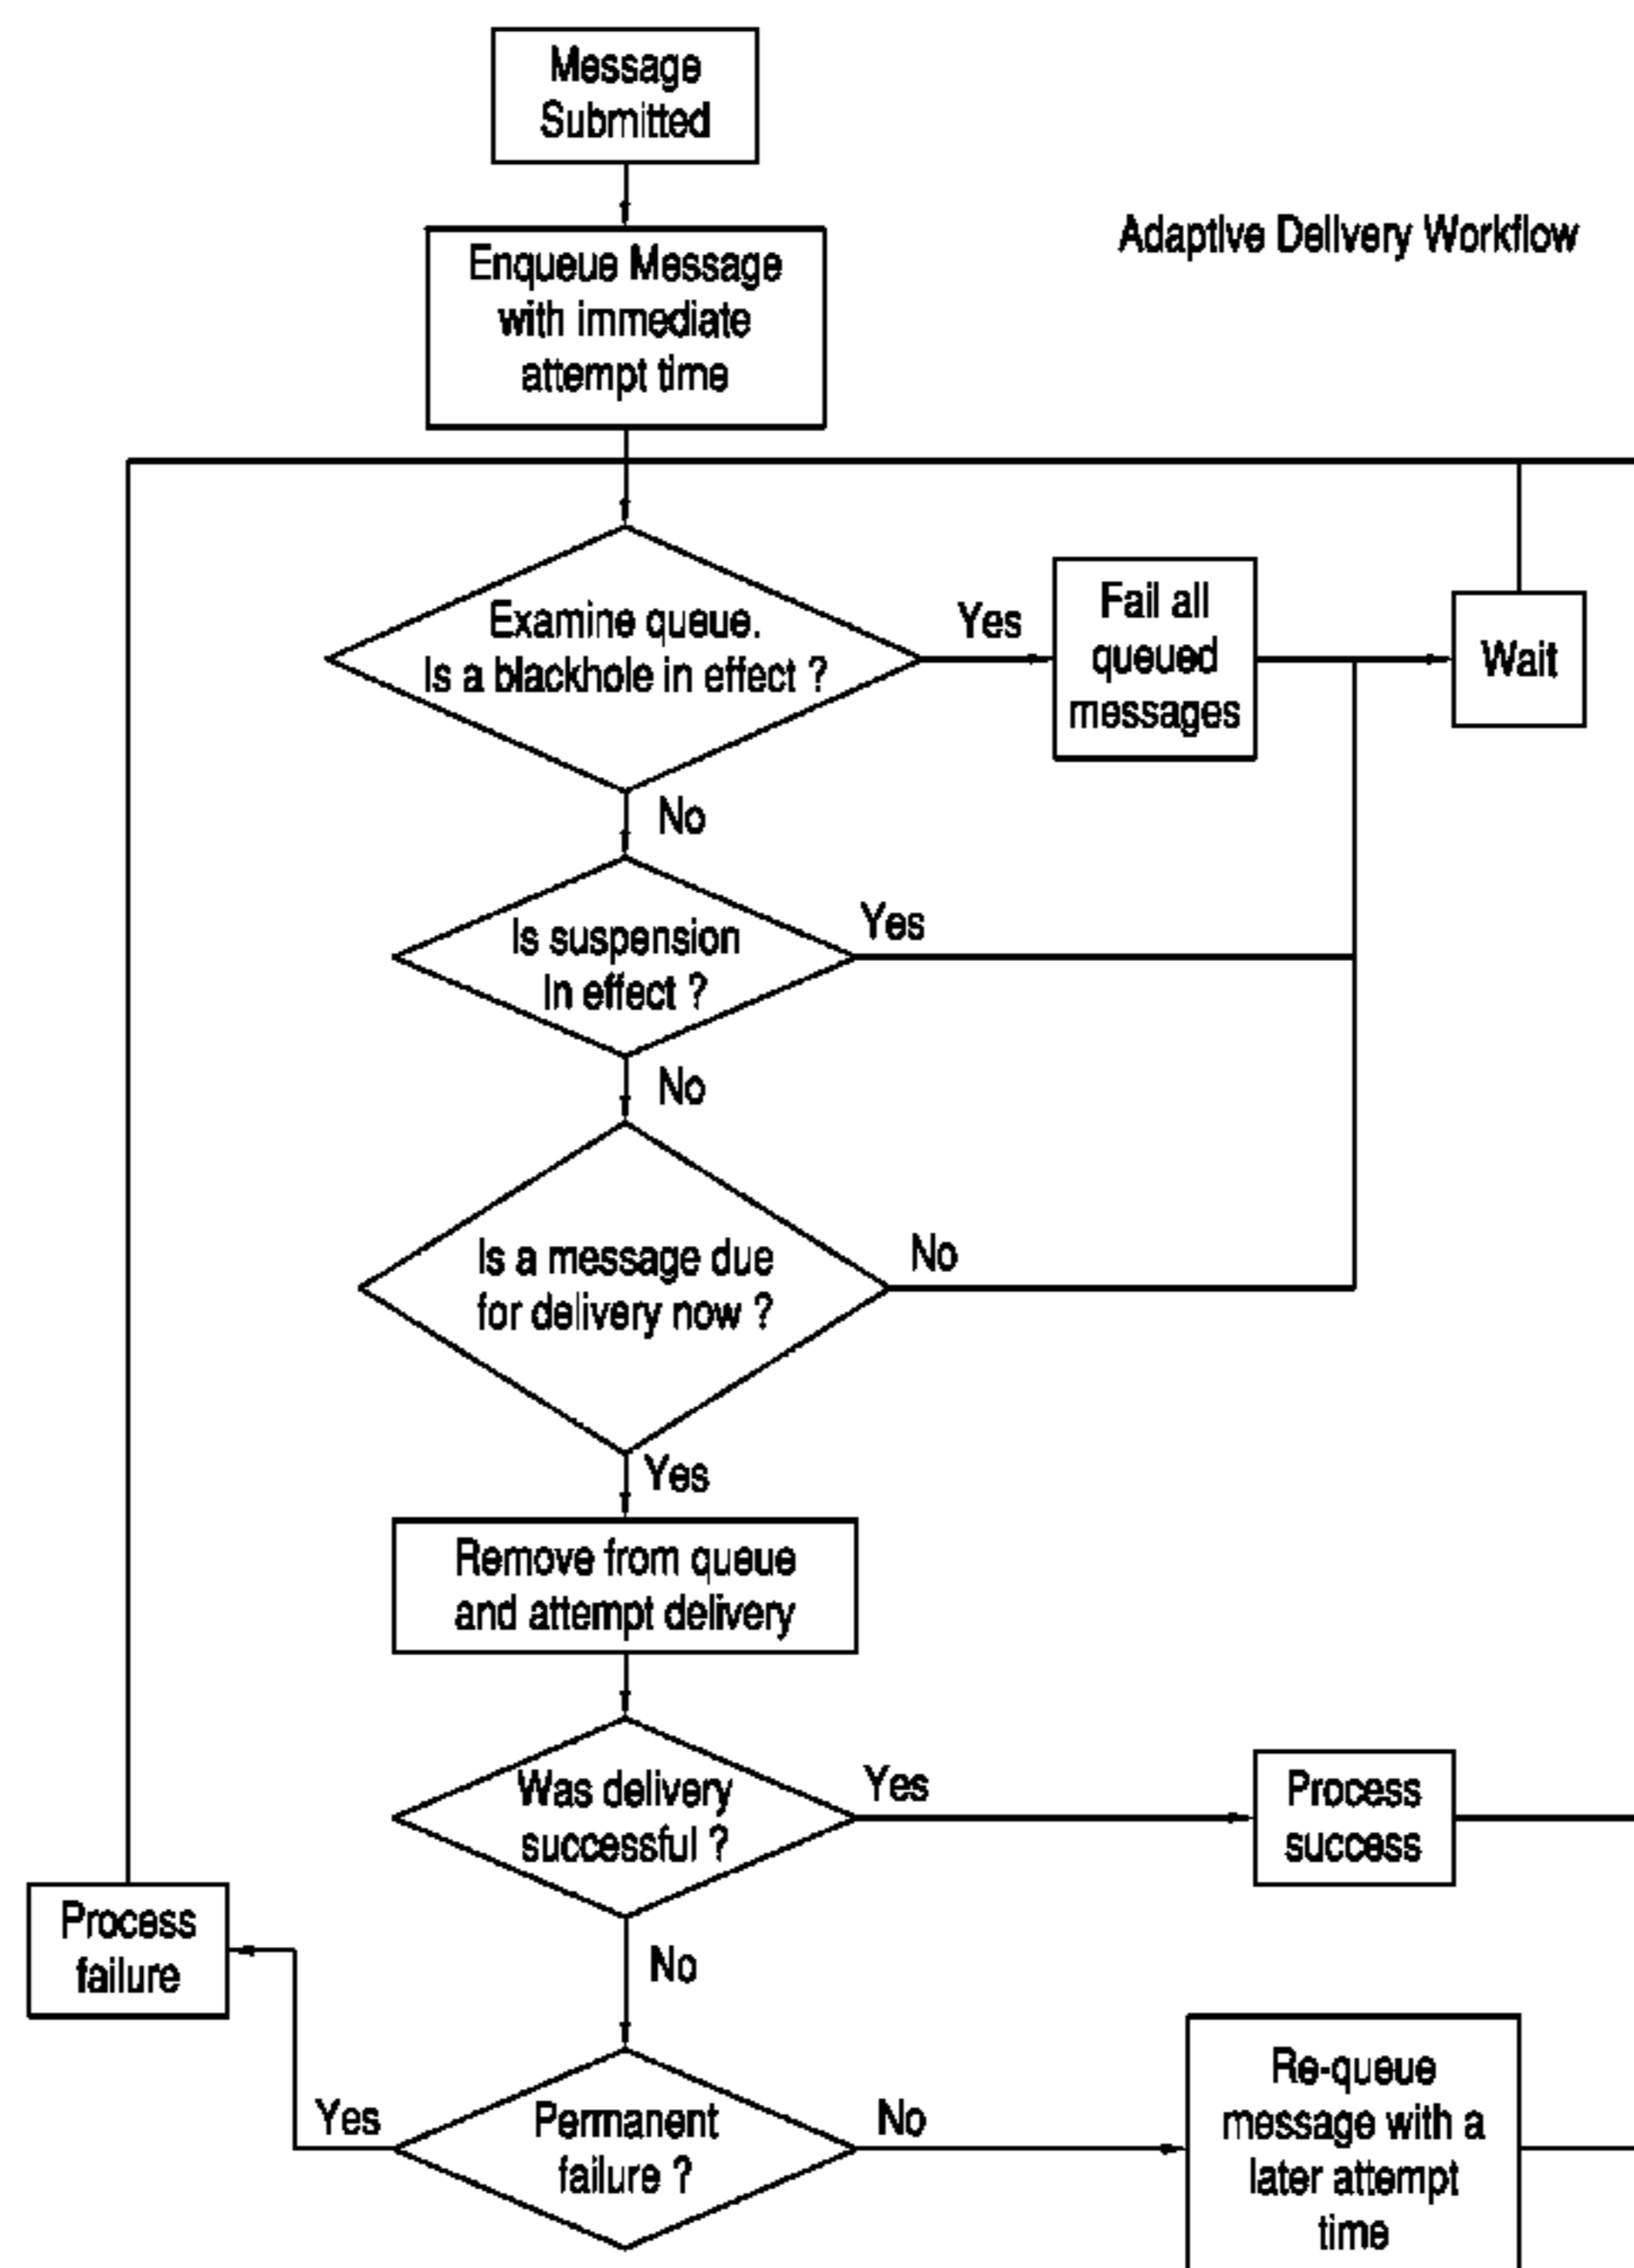 Message
Submitted
Adaptive Delivery Workflow
Enqueue Message
with immediate
attempt time
Examine queue.
Is a blackhole in effect ?
Yes
Fail all
queued
messages
Wait
No
Is suspension
in effect ?
Yes
No
Is a message due
for delivery now ?
No
Yes
Remove from queue
and attempt delivery
Was delivery
successful ?
Yes
Process
success
Process
failure
No
Permanent
failure ?
Yes
No
Re-queue
message with a
later attempt
time